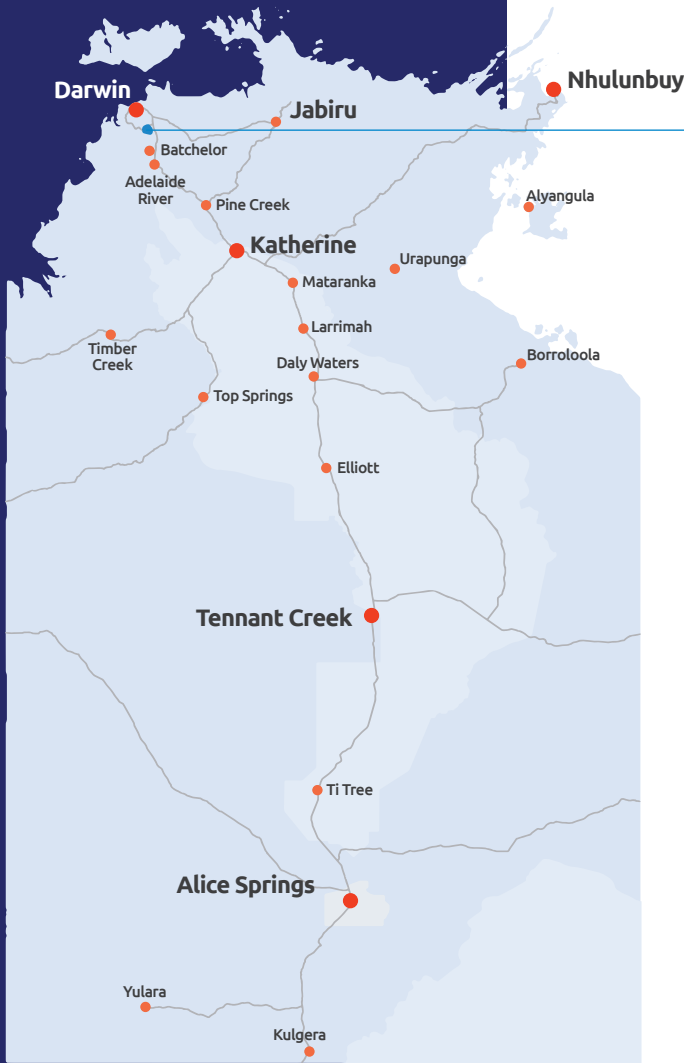 Nhulunbuy
Darwin
Jabiru
Batchelor
Adelaide
River
Alyangula
Pine Creek
Katherine
Urapunga
Mataranka
Larrimah
Timber
Creek
Daly Waters
Borroloola
Top Springs
Elliott
Tennant Creek
Ti Tree
Alice Springs
Yulara
Kulgera